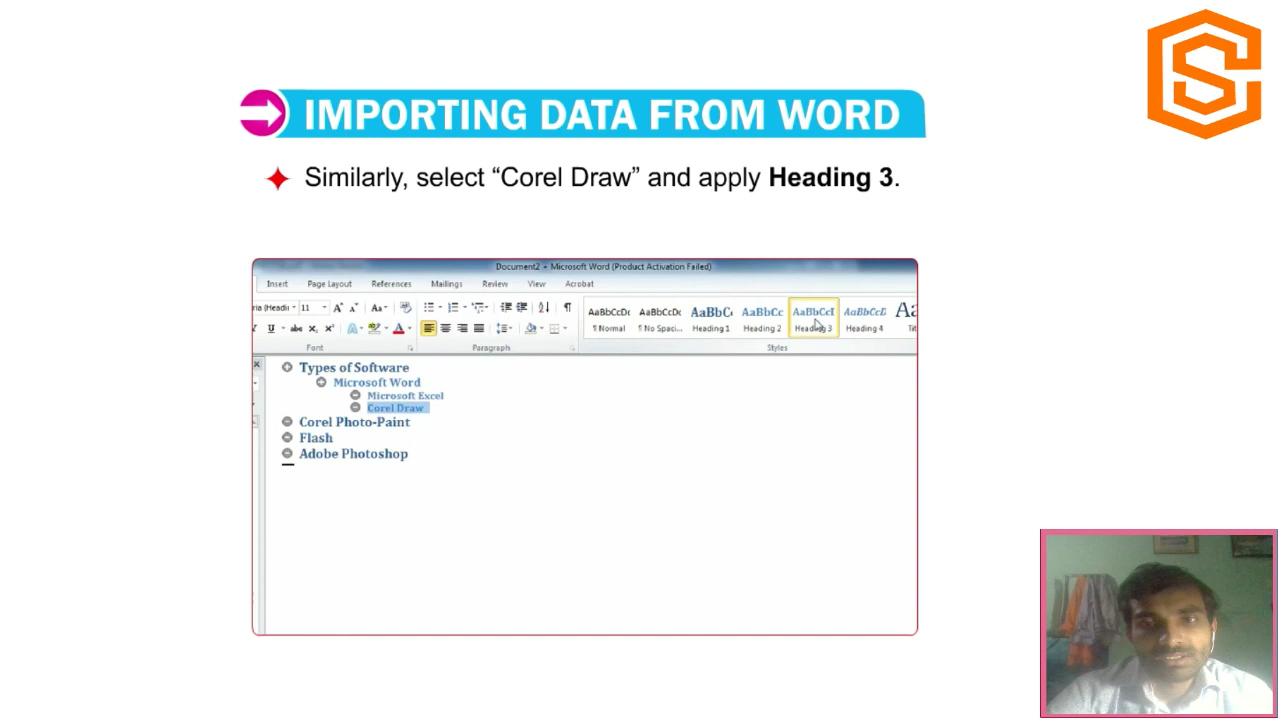 IMPORTING DATA FROM WORD
Similarly, select “Corel Draw” and apply Heading 3.
Document2 - Microsoft Word (Product Activation Failed)
Insert Page Layout References Mailings Review View Acrobat
11 Aa
AaBbCcDc AaBbCcDc AaBbCc AaBbCc AaBbCcI AaBbCcD
¶ Normal ¶ No Spaci... Heading 1 Heading 2 Heading 3 Heading 4 Tit
Font Paragraph Styles
Types of Software
Microsoft Word
Microsoft Excel
Corel Draw
Corel Photo-Paint
Flash
Adobe Photoshop